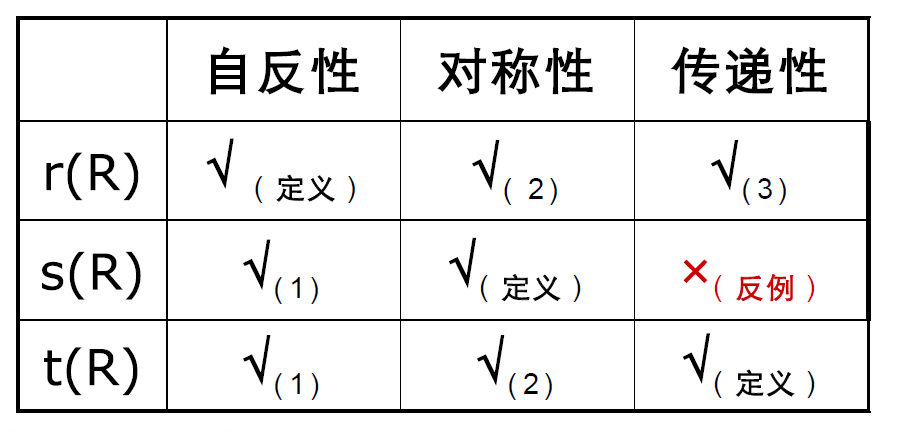 自反性 对称性 传递性
r(R) √（定义） √（2) √(3)
s(R) √(1) √（定义） ×（反例）
t(R) √(1) √(2) √（定义）